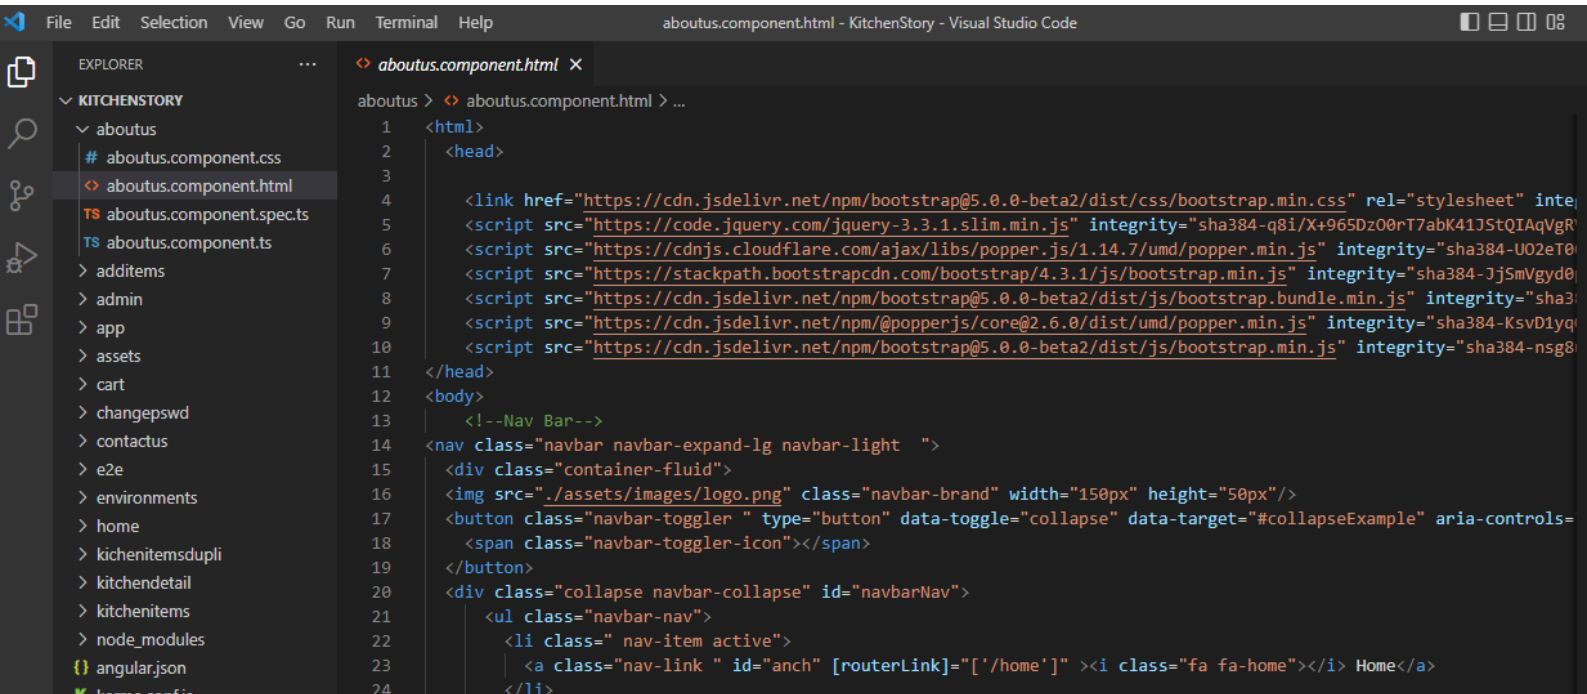 File Edit Selection View Go Run Terminal Help aboutus.component.html - KitchenStory - Visual Studio Code
EXPLORER ...
KITCHENSTORY
aboutus
# aboutus.component.css
<> aboutus.component.html
TS aboutus.component.spec.ts
TS aboutus.component.ts
additems
admin
app
assets
cart
changepswd
contactus
e2e
environments
home
kichenitemsdupli
kitchendetail
kitchenitems
node_modules
{} angular.json
<> aboutus.component.html ×
aboutus > <> aboutus.component.html > ...
1 <html>
2 <head>
3
4 <link href="https://cdn.jsdelivr.net/npm/bootstrap@5.0.0-beta2/dist/css/bootstrap.min.css" rel="stylesheet" inte
5 <script src="https://code.jquery.com/jquery-3.3.1.slim.min.js" integrity="sha384-q8i/X+965DzO0rT7abK41JStQIAqVgR
6 <script src="https://cdnjs.cloudflare.com/ajax/libs/popper.js/1.14.7/umd/popper.min.js" integrity="sha384-UO2eT0
7 <script src="https://stackpath.bootstrapcdn.com/bootstrap/4.3.1/js/bootstrap.min.js" integrity="sha384-JjSmVgyd0
8 <script src="https://cdn.jsdelivr.net/npm/bootstrap@5.0.0-beta2/dist/js/bootstrap.bundle.min.js" integrity="sha3
9 <script src="https://cdn.jsdelivr.net/npm/@popperjs/core@2.6.0/dist/umd/popper.min.js" integrity="sha384-KsvD1yq
10 <script src="https://cdn.jsdelivr.net/npm/bootstrap@5.0.0-beta2/dist/js/bootstrap.min.js" integrity="sha384-nsg8
11 </head>
12 <body>
13 <!--Nav Bar-->
14 <nav class="navbar navbar-expand-lg navbar-light  ">
15 <div class="container-fluid">
16 <img src="./assets/images/logo.png" class="navbar-brand" width="150px" height="50px"/>
17 <button class="navbar-toggler " type="button" data-toggle="collapse" data-target="#collapseExample" aria-controls=
18 <span class="navbar-toggler-icon"></span>
19 </button>
20 <div class="collapse navbar-collapse" id="navbarNav">
21 <ul class="navbar-nav">
22 <li class=" nav-item active">
23 <a class="nav-link " id="anch" [routerLink]="['/home']" ><i class="fa fa-home"></i> Home</a>
24 </li>